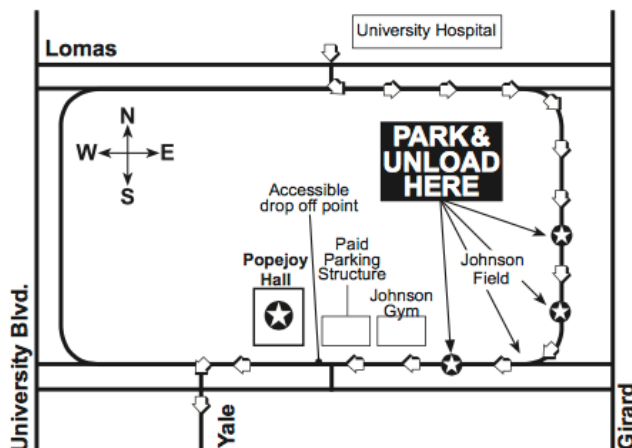 University Hospital
Lomas
N
W E
S
PARK &
UNLOAD
HERE
Accessible
drop off point
Popejoy
Hall
Paid
Parking
Structure
Johnson
Gym
Johnson
Field
University Blvd.
Yale
Girard